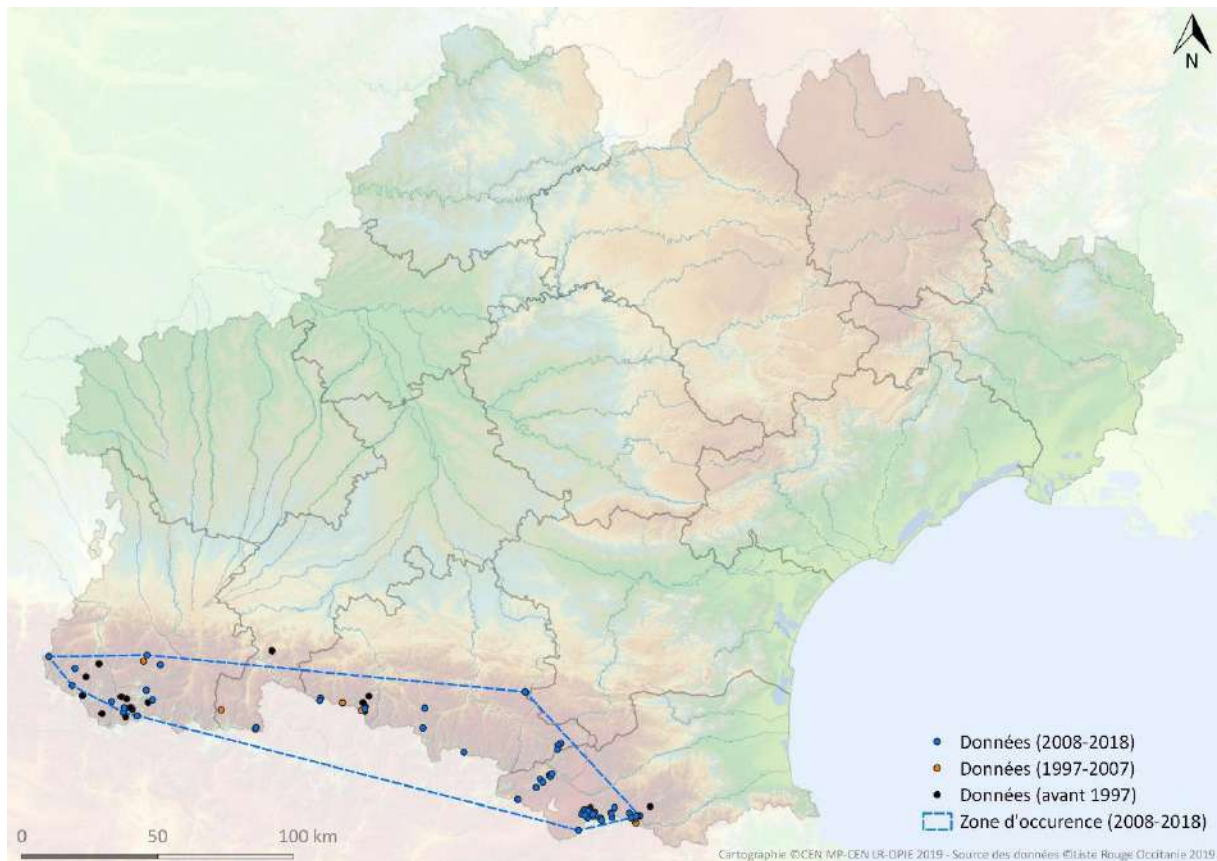 N
Données (2008-2018)
Données (1997-2007)
Données (avant 1997)
Zone d'occurence (2008-2018)
0 50 100 km
Cartographie ©CEN MP-CEN LR-OPIE 2019 - Source des données ©Liste Rouge Occitanie 2019